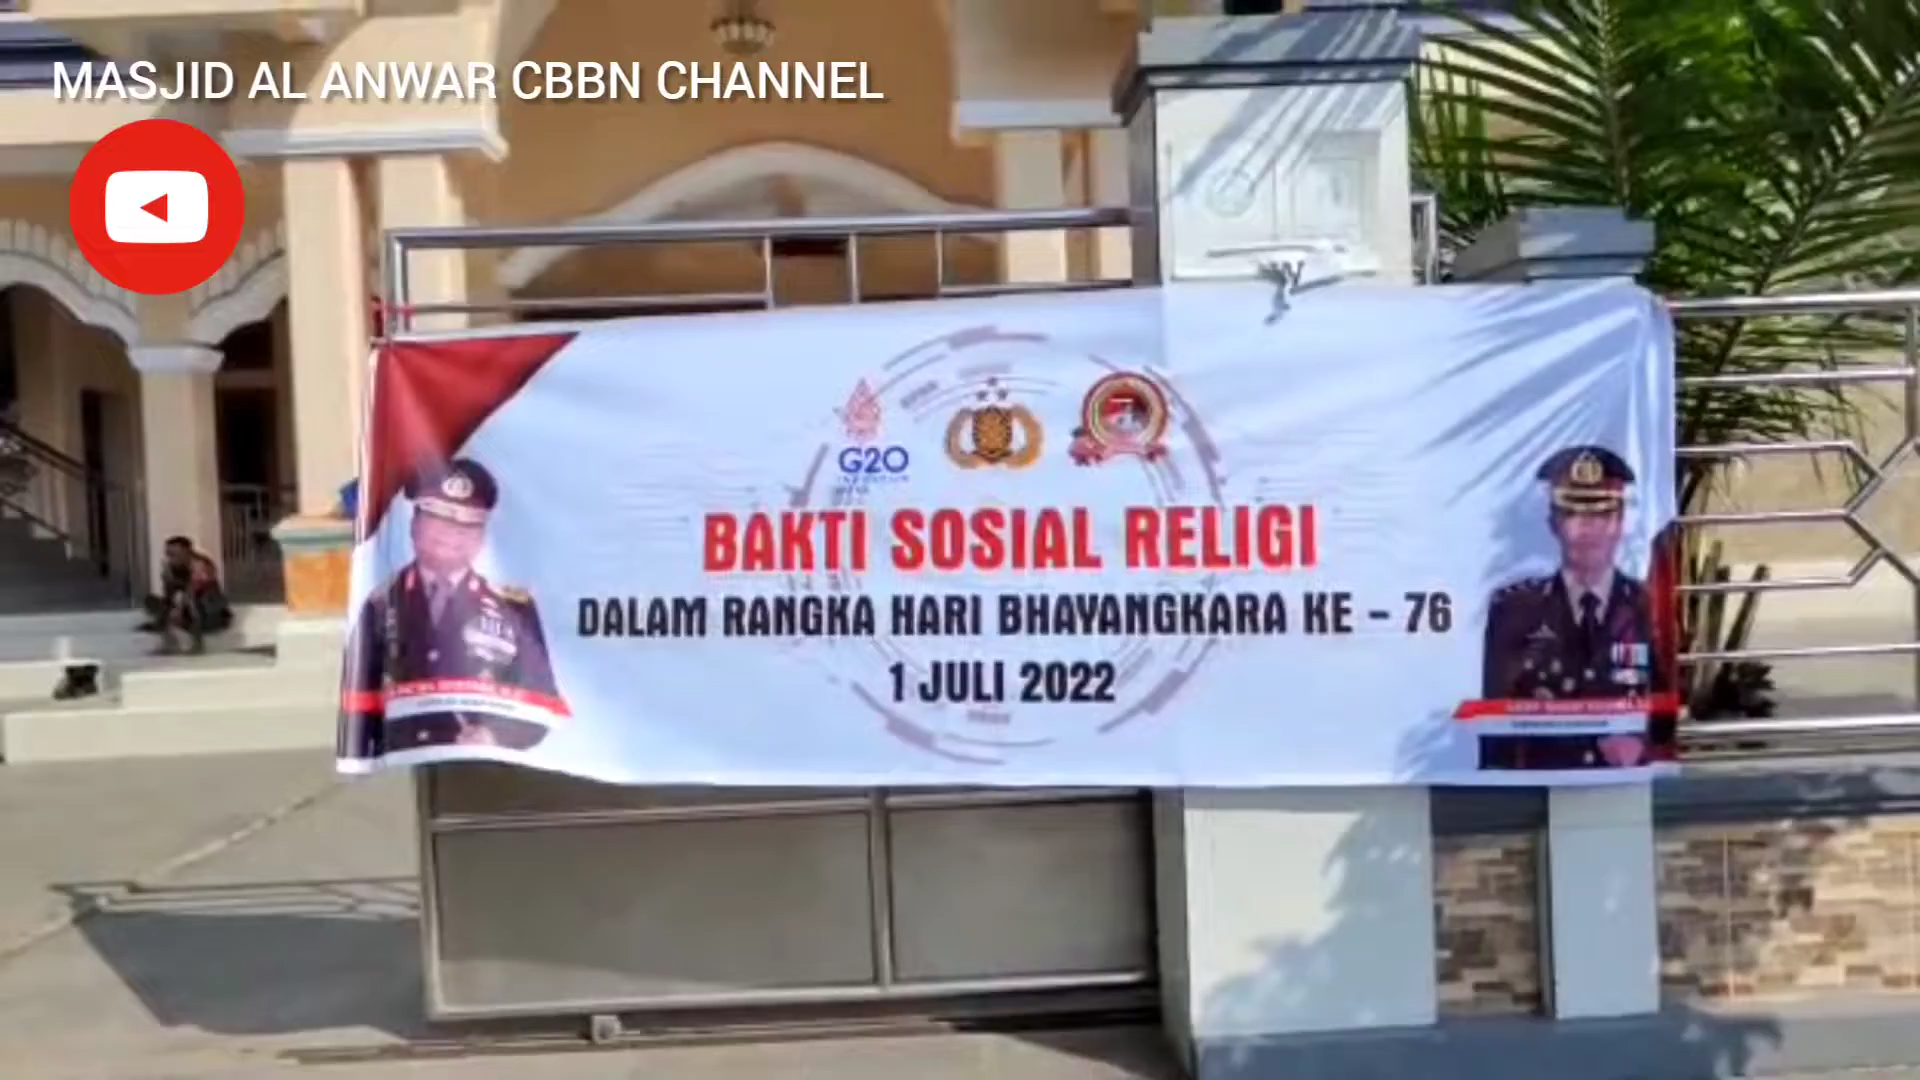 MASJID AL ANWAR CBBN CHANNEL
G20
BAKTI SOSIAL RELIGI
DALAM RANGKA HARI BHAYANGKARA KE - 76
1 JULI 2022